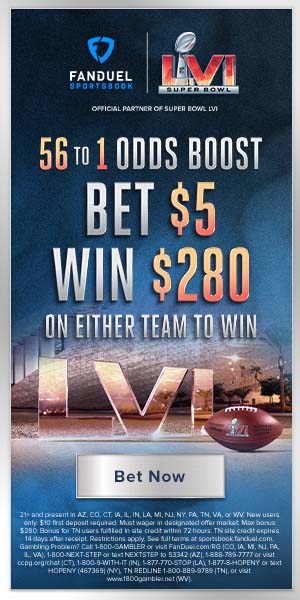 FANDUEL
SPORTSBOOK
LVI
SUPER BOWL
OFFICIAL PARTNER OF SUPER BOWL LVI
56 TO 1 ODDS BOOST
BET $5
WIN $280
ON EITHER TEAM TO WIN
LVI
Bet Now
21+ and present in AZ, CO, CT, IA, IL, IN, LA, MI, NJ, NY, PA, TN, VA, or WV. New users
only. $10 first deposit required. Must wager in designated offer market. Max bonus
$280. Bonus for TN users fulfilled in site credit within 72 hours. TN site credit expires
14 days after receipt. Restrictions apply. See full terms at sportsbook.fanduel.com.
Gambling Problem? Call 1-800-GAMBLER or visit FanDuel.com/RG (CO, IA, MI, NJ, PA,
IL, VA), 1-800-NEXT-STEP or text NEXTSTEP to 53342 (AZ), 1-888-789-7777 or visit
ccpg.org/chat (CT), 1-800-9-WITH-IT (IN), 1-877-770-STOP (LA), 1-877-8-HOPENY or text
HOPENY (467369) (NY), TN REDLINE 1-800-889-9789 (TN), or visit
www.1800gambler.net (WV).